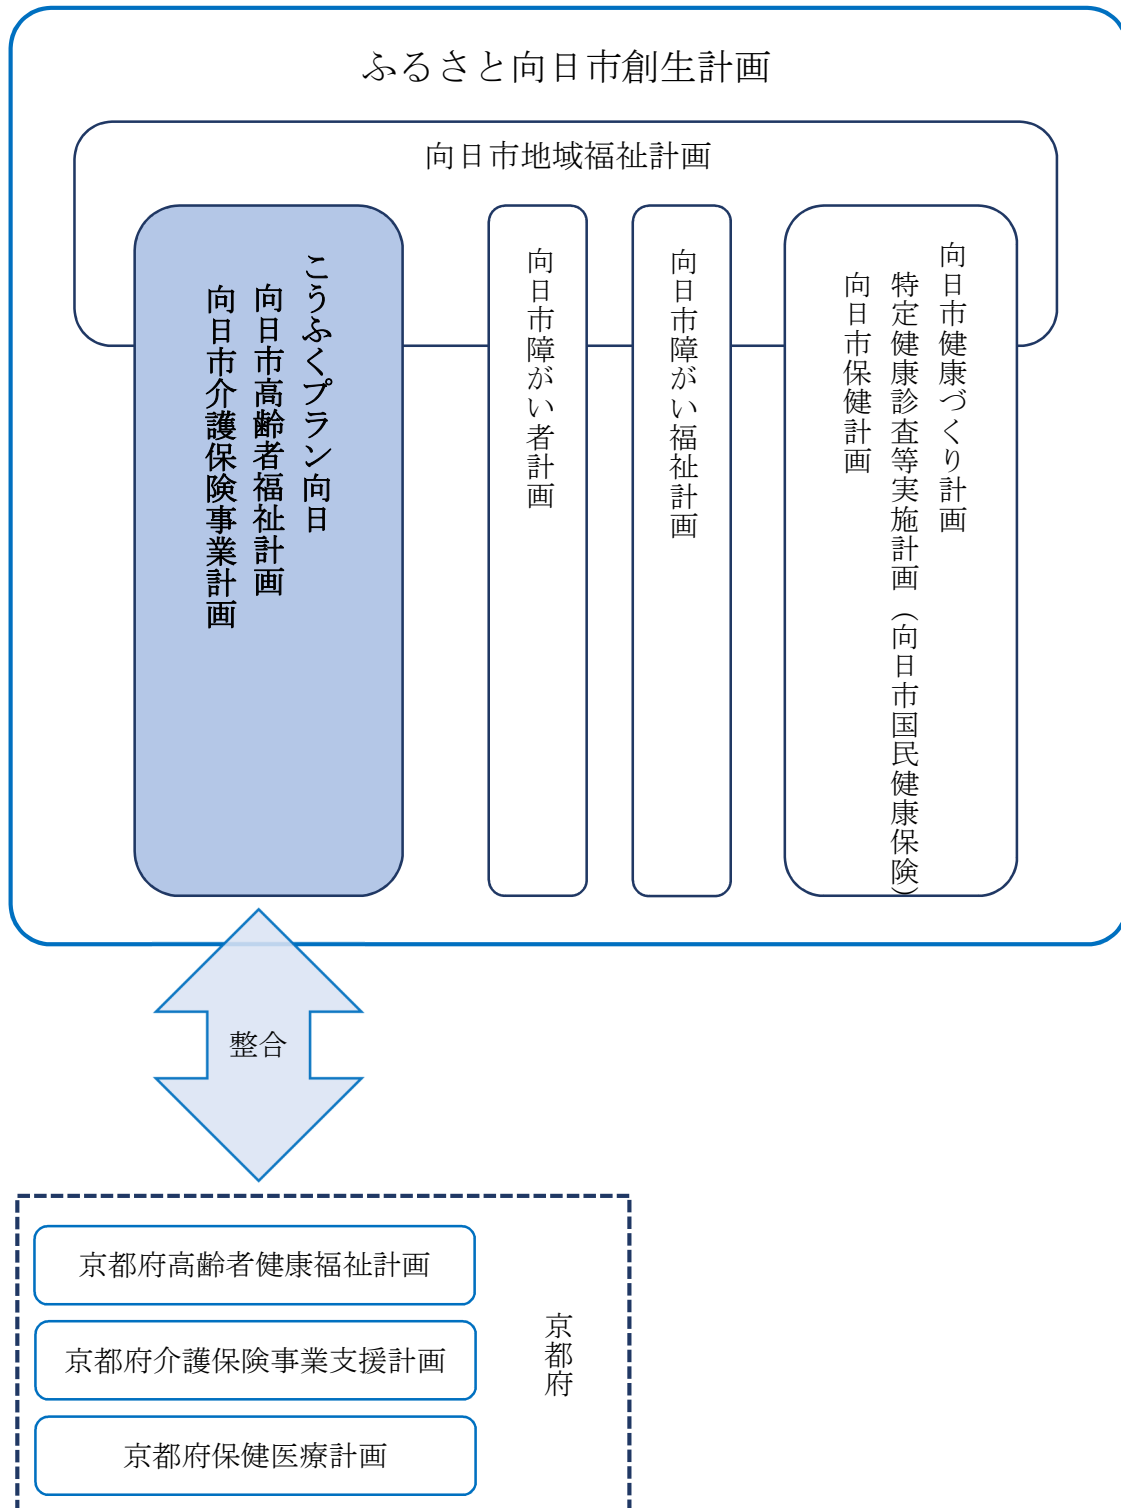 ふるさと向日市創生計画
向日市地域福祉計画
こうふくプラン向日
向日市高齢者福祉計画
向日市介護保険事業計画
向日市障がい者計画
向日市障がい福祉計画
向日市健康づくり計画
特定健康診査等実施計画（向日市国民健康保険）
向日市保健計画
整合
京都府高齢者健康福祉計画
京都府介護保険事業支援計画
京都府保健医療計画
京都府